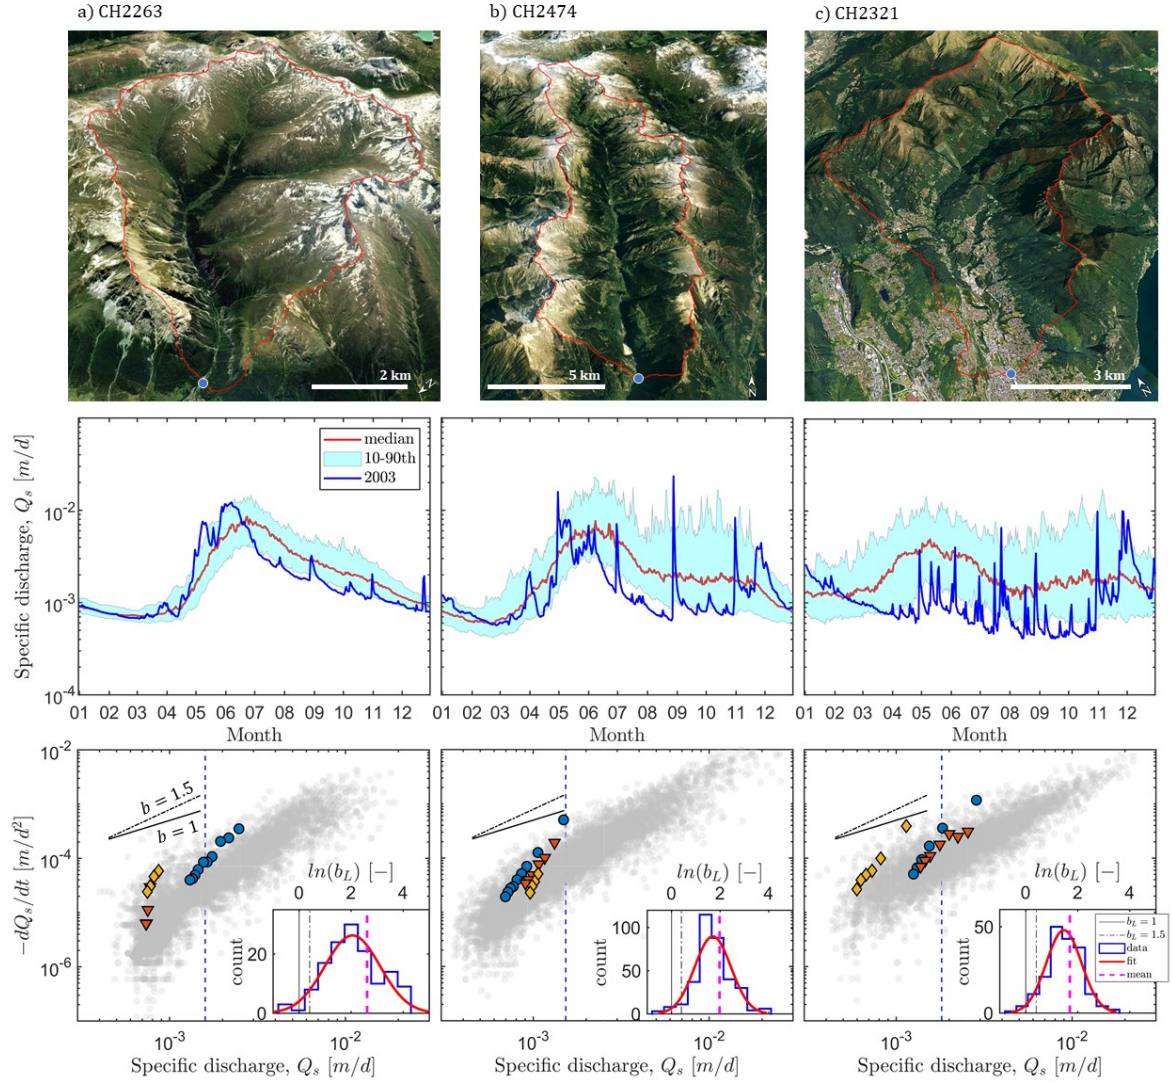 a) CH2263
b) CH2474
c) CH2321
2 km
N
5 km
N
3 km
N
Specific discharge, Q_s [m/d]
10^-2
10^-3
10^-4
median
10-90th
2003
01 02 03 04 05 06 07 08 09 10 11 12
01 02 03 04 05 06 07 08 09 10 11 12
01 02 03 04 05 06 07 08 09 10 11 12
Month
Month
Month
-dQ_s/dt [m/d^2]
10^-2
10^-4
10^-6
b = 1.5
b = 1
ln(b_L) [-]
0 2 4
count
20
0
ln(b_L) [-]
0 2 4
count
100
50
0
ln(b_L) [-]
0 2 4
count
50
0
b_L = 1
b_L = 1.5
data
fit
mean
10^-3 10^-2
10^-3 10^-2
10^-3 10^-2
Specific discharge, Q_s [m/d]
Specific discharge, Q_s [m/d]
Specific discharge, Q_s [m/d]